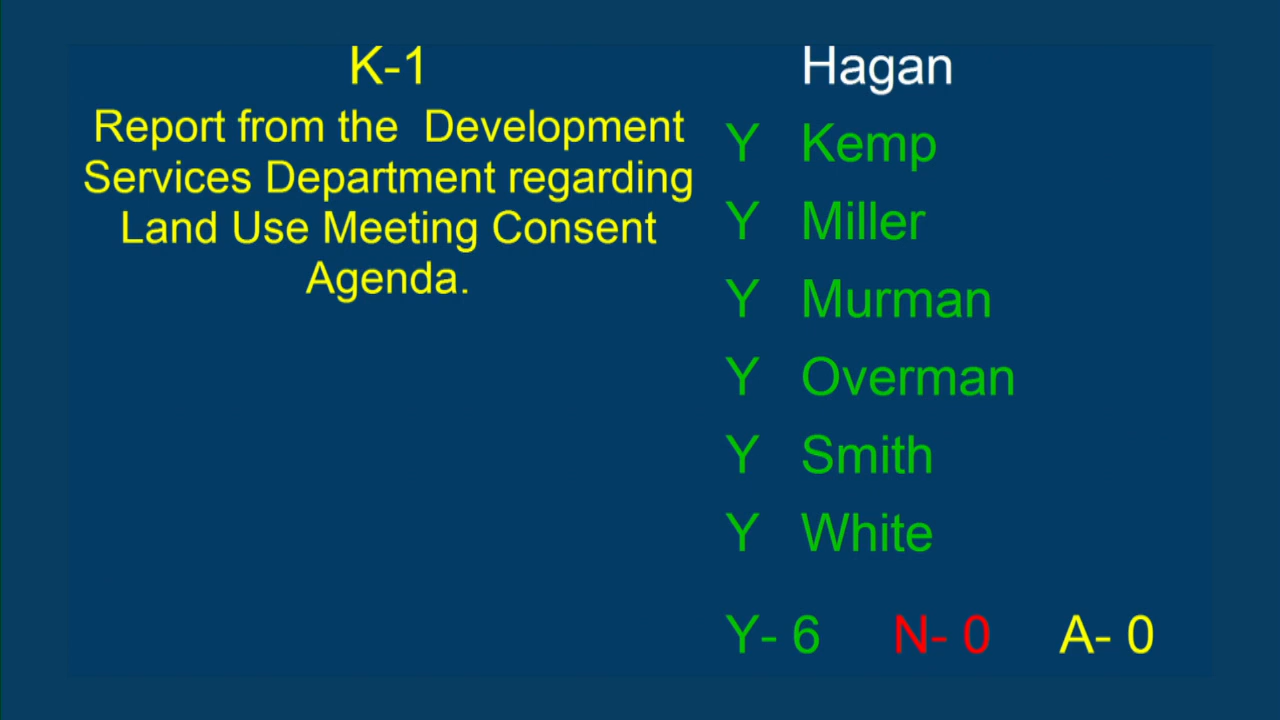 K-1
Report from the Development
Services Department regarding
Land Use Meeting Consent
Agenda.
Hagan
Y Kemp
Y Miller
Y Murman
Y Overman
Y Smith
Y White
Y- 6 N- 0 A- 0